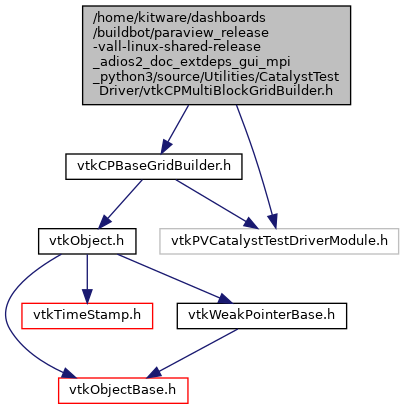 /home/kitware/dashboards
/buildbot/paraview_release
-vall-linux-shared-release
_adios2_doc_extdeps_gui_mpi
_python3/source/Utilities/CatalystTest
_Driver/vtkCPMultiBlockGridBuilder.h
vtkCPBaseGridBuilder.h
vtkObject.h
vtkPVCatalystTestDriverModule.h
vtkTimeStamp.h
vtkWeakPointerBase.h
vtkObjectBase.h